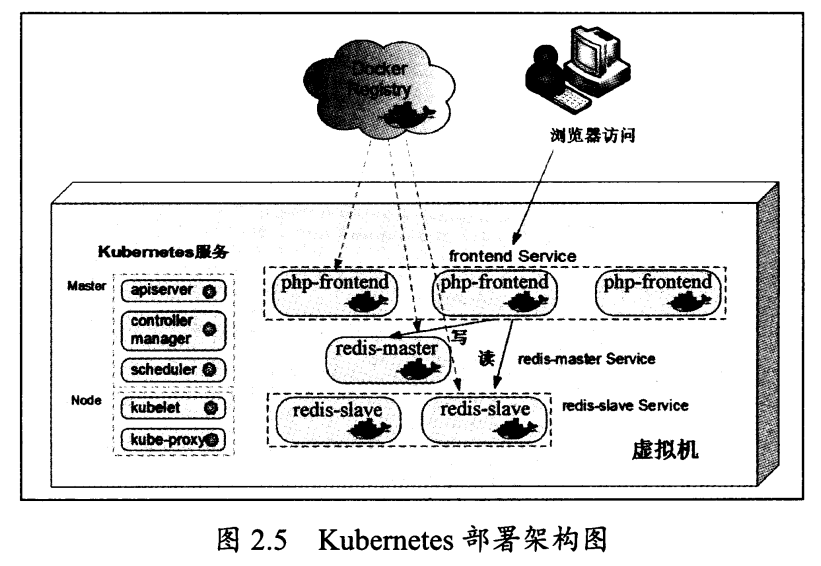 Docker
Registry
浏览器访问
Kubernetes服务
Master
apiserver
controller
manager
scheduler
Node
kubelet
kube-proxy
frontend Service
php-frontend
php-frontend
php-frontend
写
redis-master
读
redis-master Service
redis-slave
redis-slave
redis-slave Service
虚拟机
图 2.5 Kubernetes 部署架构图